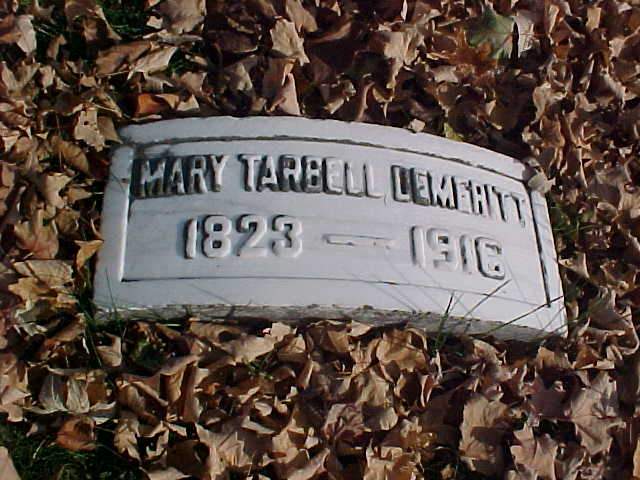 MARY TARBELL DEMERITT
1823 — 1916